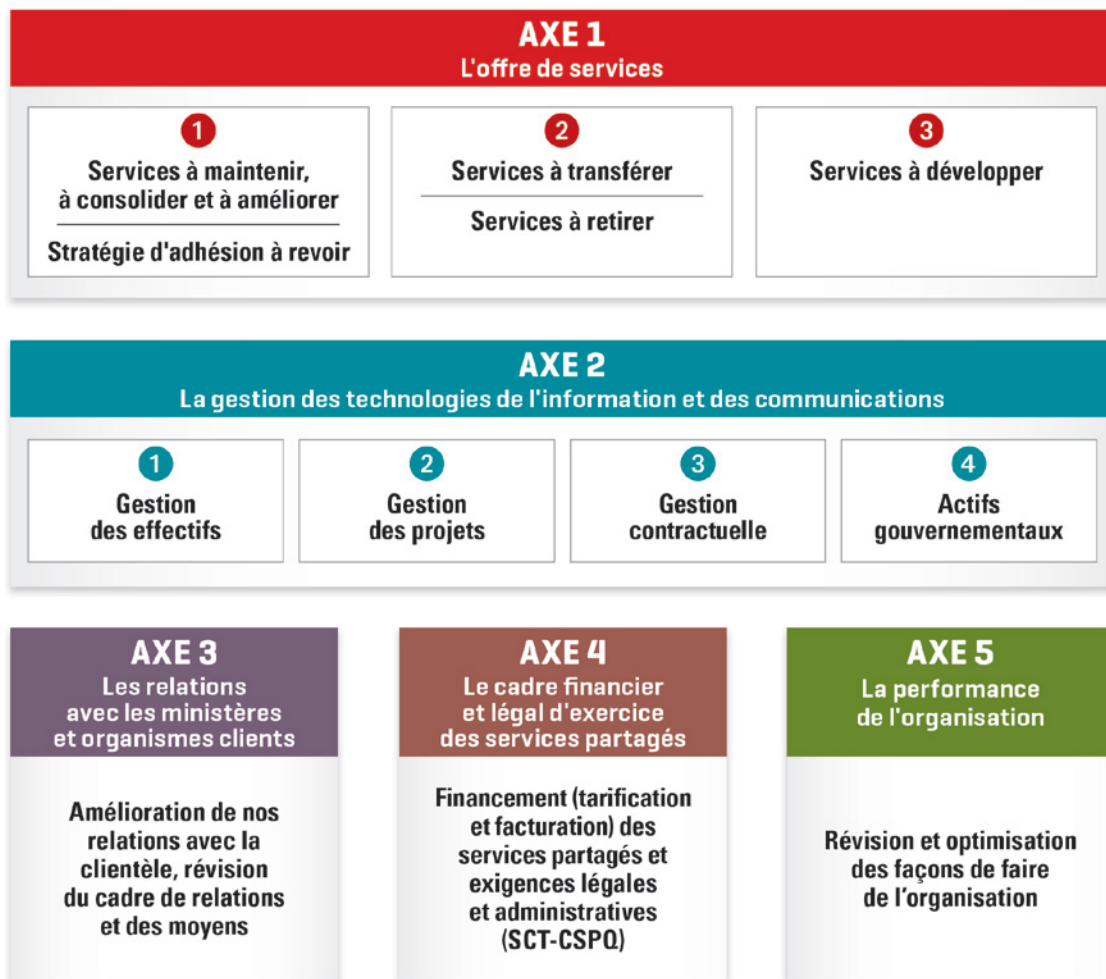 AXE 1
L'offre de services
1
Services à maintenir,
à consolider et à améliorer
Stratégie d'adhésion à revoir
2
Services à transférer
Services à retirer
3
Services à développer
AXE 2
La gestion des technologies de l'information et des communications
1
Gestion
des effectifs
2
Gestion
des projets
3
Gestion
contractuelle
4
Actifs
gouvernementaux
AXE 3
Les relations
avec les ministères
et organismes clients
Amélioration de nos
relations avec la
clientèle, révision
du cadre de relations
et des moyens
AXE 4
Le cadre financier
et légal d'exercice
des services partagés
Financement (tarification
et facturation) des
services partagés et
exigences légales
et administratives
(SCT-CSPQ)
AXE 5
La performance
de l'organisation
Révision et optimisation
des façons de faire
de l’organisation